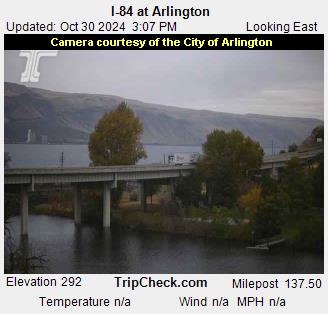 I-84 at Arlington
Updated: Oct 30 2024 3:07 PM Looking East
Camera courtesy of the City of Arlington
Elevation 292 TripCheck.com Milepost 137.50
Temperature n/a Wind n/a MPH n/a